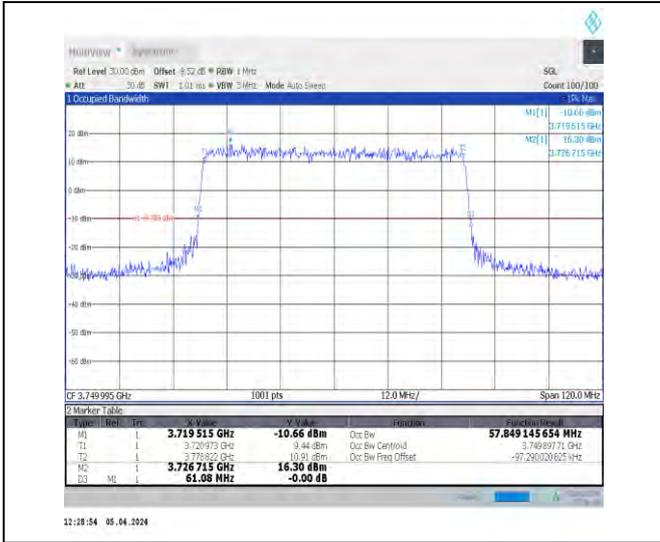 MultiView Spectrum
Ref Level 30.00 dBm Offset 9.52 dB RBW 1 MHz SGL
Att 30 dB SWT 1.01 ms VBW 3 MHz Mode Auto Sweep Count 100/100
1 Occupied Bandwidth 1Pk Max
M1[1] -10.66 dBm
3.719515 GHz
20 dBm M2[1] 16.30 dBm
3.726715 GHz
10 dBm
0 dBm
-10 dBm
-20 dBm
-40 dBm
-50 dBm
-60 dBm
CF 3.749995 GHz 1001 pts 12.0 MHz/ Span 120.0 MHz
2 Marker Table
Type Ref Trc X-Value Y-Value Function Function Result
M1 1 3.719 515 GHz -10.66 dBm Occ Bw 57.849 145 654 MHz
T1 1 3.720973 GHz 9.44 dBm Occ Bw Centroid 3.74989771 GHz
T2 1 3.778822 GHz 10.91 dBm Occ Bw Freq Offset -97.290020825 kHz
M2 1 3.726 715 GHz 16.30 dBm
D3 M1 1 61.08 MHz -0.00 dB
12:28:54 05.04.2024